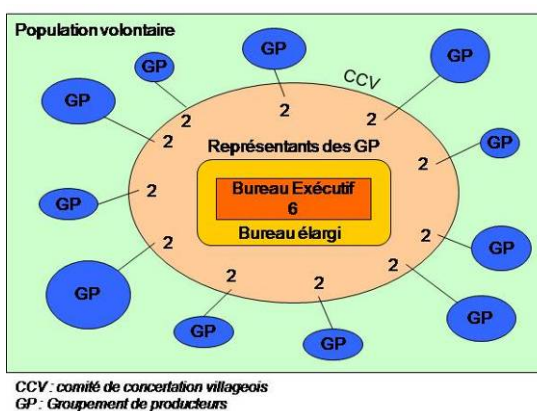 Population volontaire
GP
GP
GP
CCV
GP
2
2
2
GP
2
Représentants des GP
2
GP
Bureau Exécutif
6
2
GP
Bureau élargi
2
2
GP
2
2
2
GP
GP
GP
GP
CCV : comité de concertation villageois
GP : Groupement de producteurs